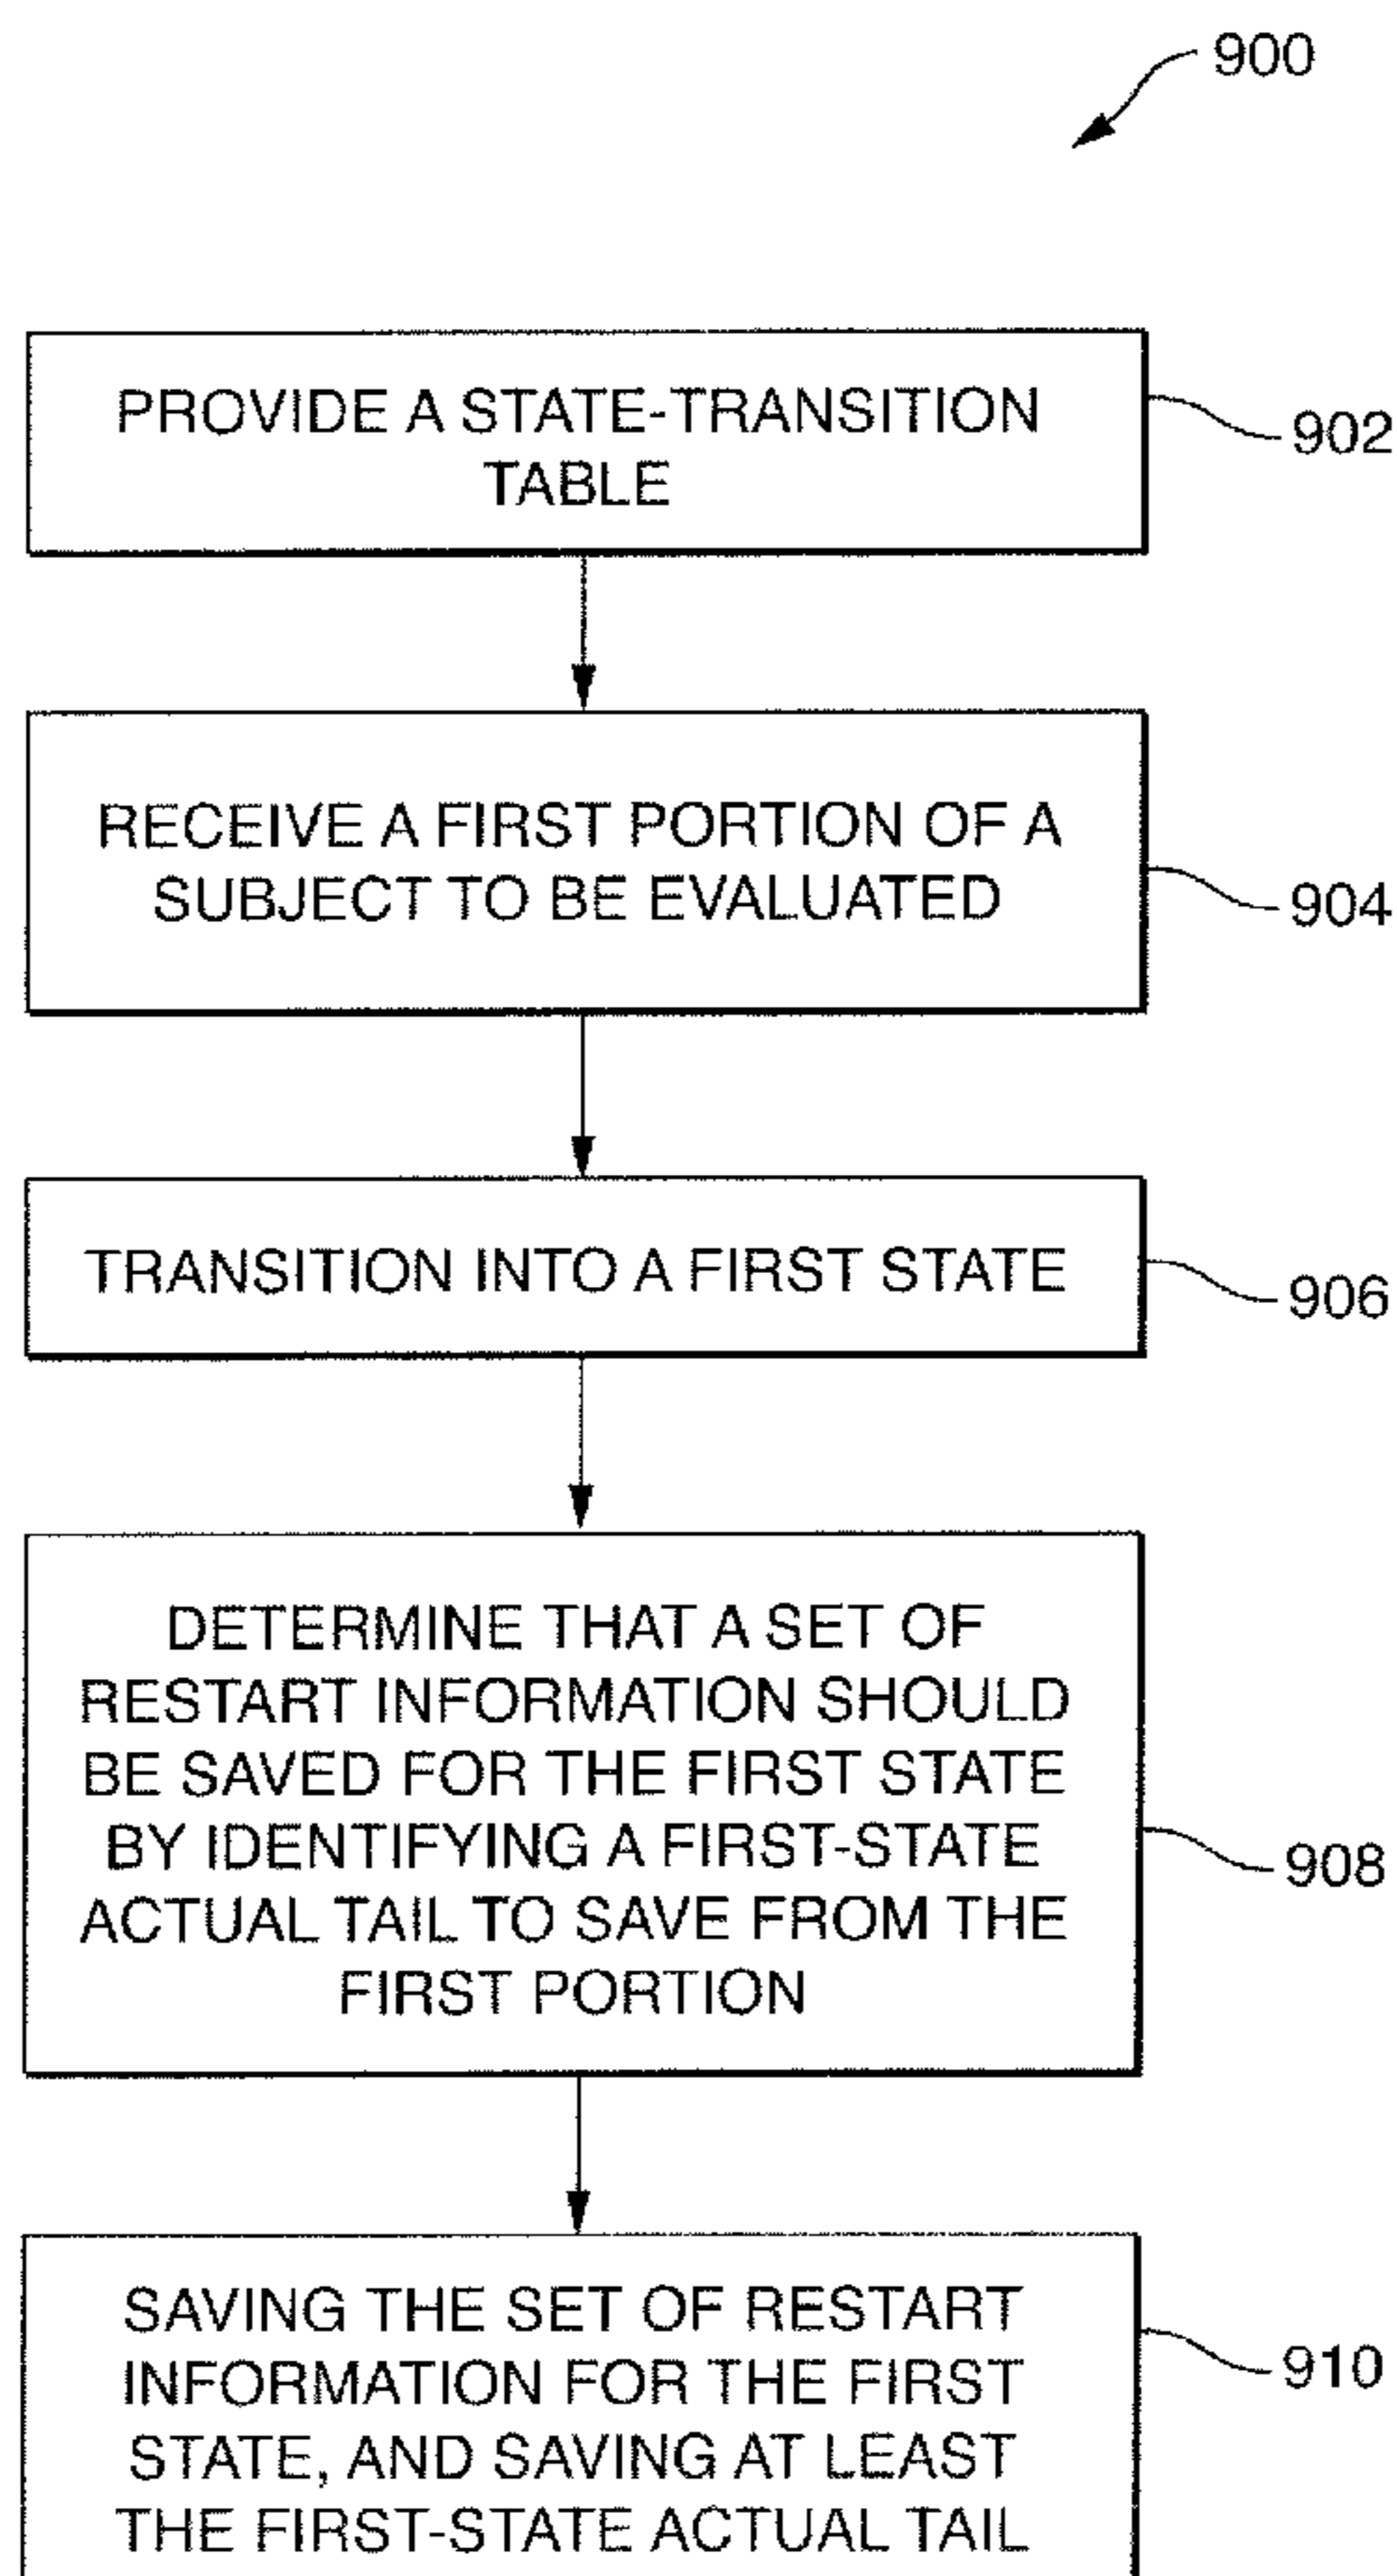 900
PROVIDE A STATE-TRANSITION
TABLE
902
RECEIVE A FIRST PORTION OF A
SUBJECT TO BE EVALUATED
904
TRANSITION INTO A FIRST STATE
906
DETERMINE THAT A SET OF
RESTART INFORMATION SHOULD
BE SAVED FOR THE FIRST STATE
BY IDENTIFYING A FIRST-STATE
ACTUAL TAIL TO SAVE FROM THE
FIRST PORTION
908
SAVING THE SET OF RESTART
INFORMATION FOR THE FIRST
STATE, AND SAVING AT LEAST
THE FIRST-STATE ACTUAL TAIL
910